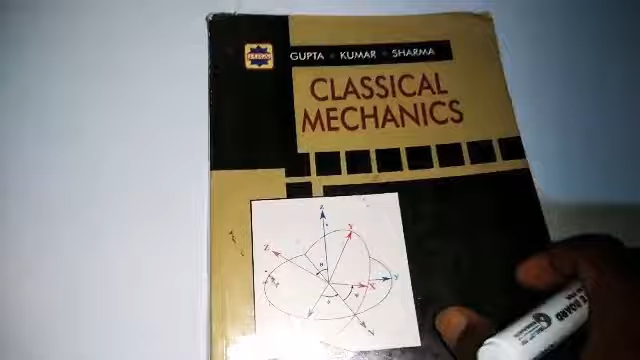 GUPTA • KUMAR • SHARMA
CLASSICAL
MECHANICS
Z
Y
Z
Y
X
A